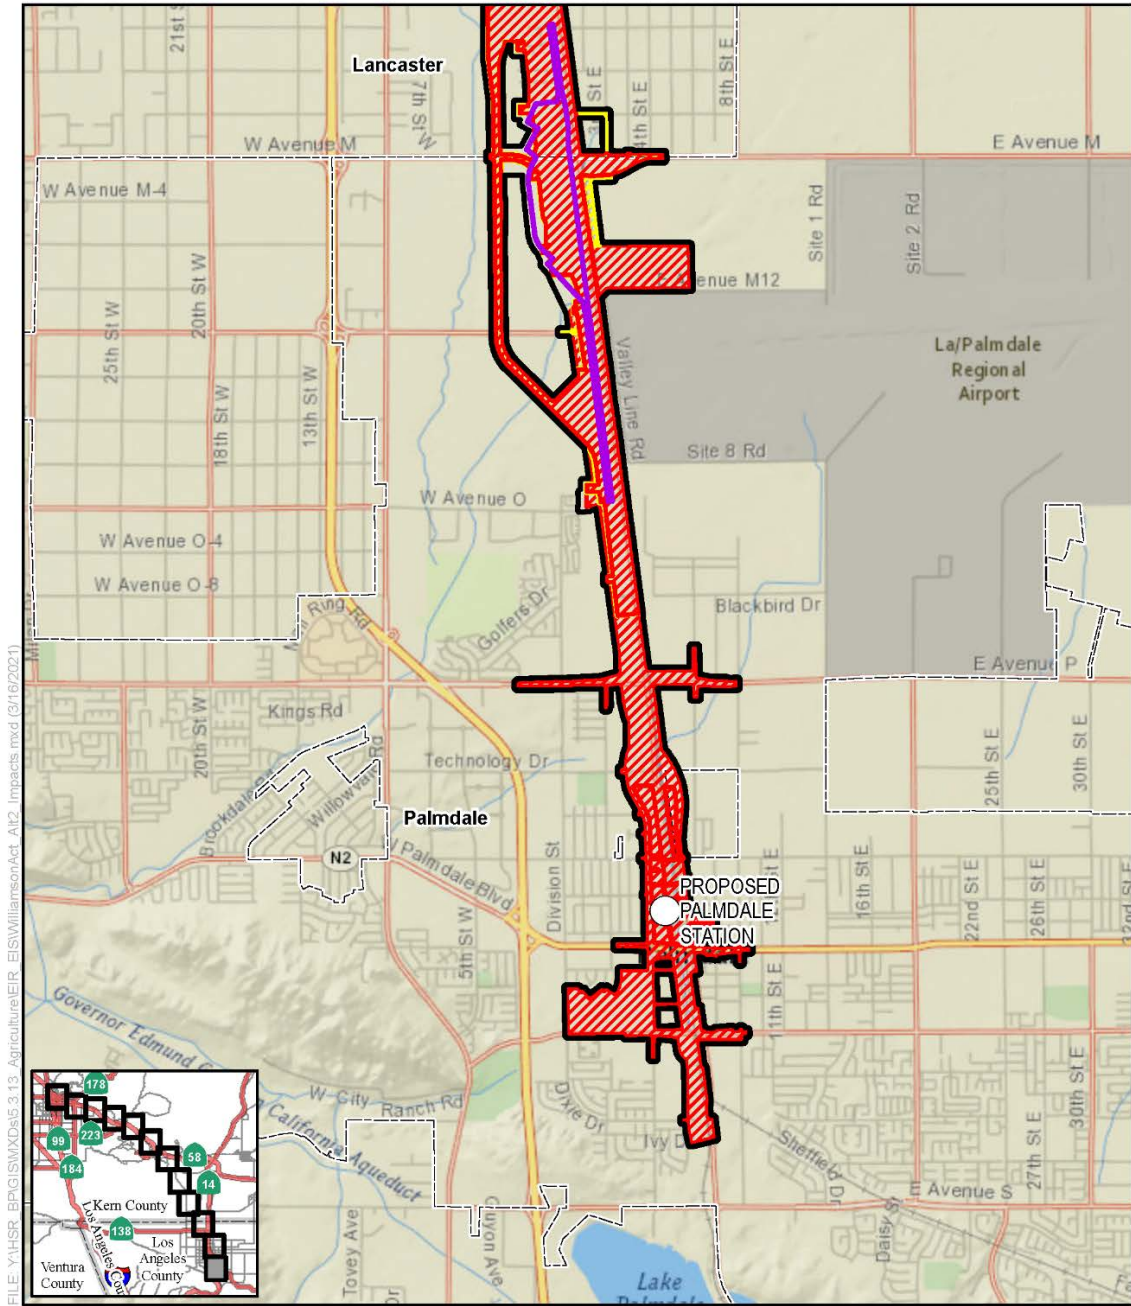 Lancaster
21st S
7th St W
St E
4th St E
8th St E
W Avenue M
E Avenue M
W Avenue M-4
Site 1 Rd
Site 2 Rd
20th St W
Avenue M12
25th St W
Valley Line Rd
La/Palmdale
Regional
Airport
18th St W
13th St W
Site 8 Rd
W Avenue O
W Avenue O-4
W Avenue O-8
Ring Rd
Golfers Dr
Blackbird Dr
E Avenue P
Kings Rd
20th St W
Technology Dr
25th St E
30th St E
Brookdale
Willowvale Rd
Palmdale
N2
Palmdale Blvd
Division St
PROPOSED
PALMDALE
STATION
16th St E
22nd St E
26th St E
5th St W
11th St E
Governor Edmund G
California Aqueduct
W City Ranch Rd
Dixie Dr
Ivy D
Sheffield Dr
27th St E
30th St E
E Avenue S
Tovey Ave
Guyon Ave
Daisy St
Lake
Palmdale
178
99
223
184
58
14
Kern County
138
Los Angeles Cou
Los
Angeles
County
Ventura
County
FILE: Y:\HSR_BP\GIS\MXDs\5.3.13_Agriculture\EIR_EIS\WilliamsonAct_Alt2_Impacts.mxd (3/16/2021)